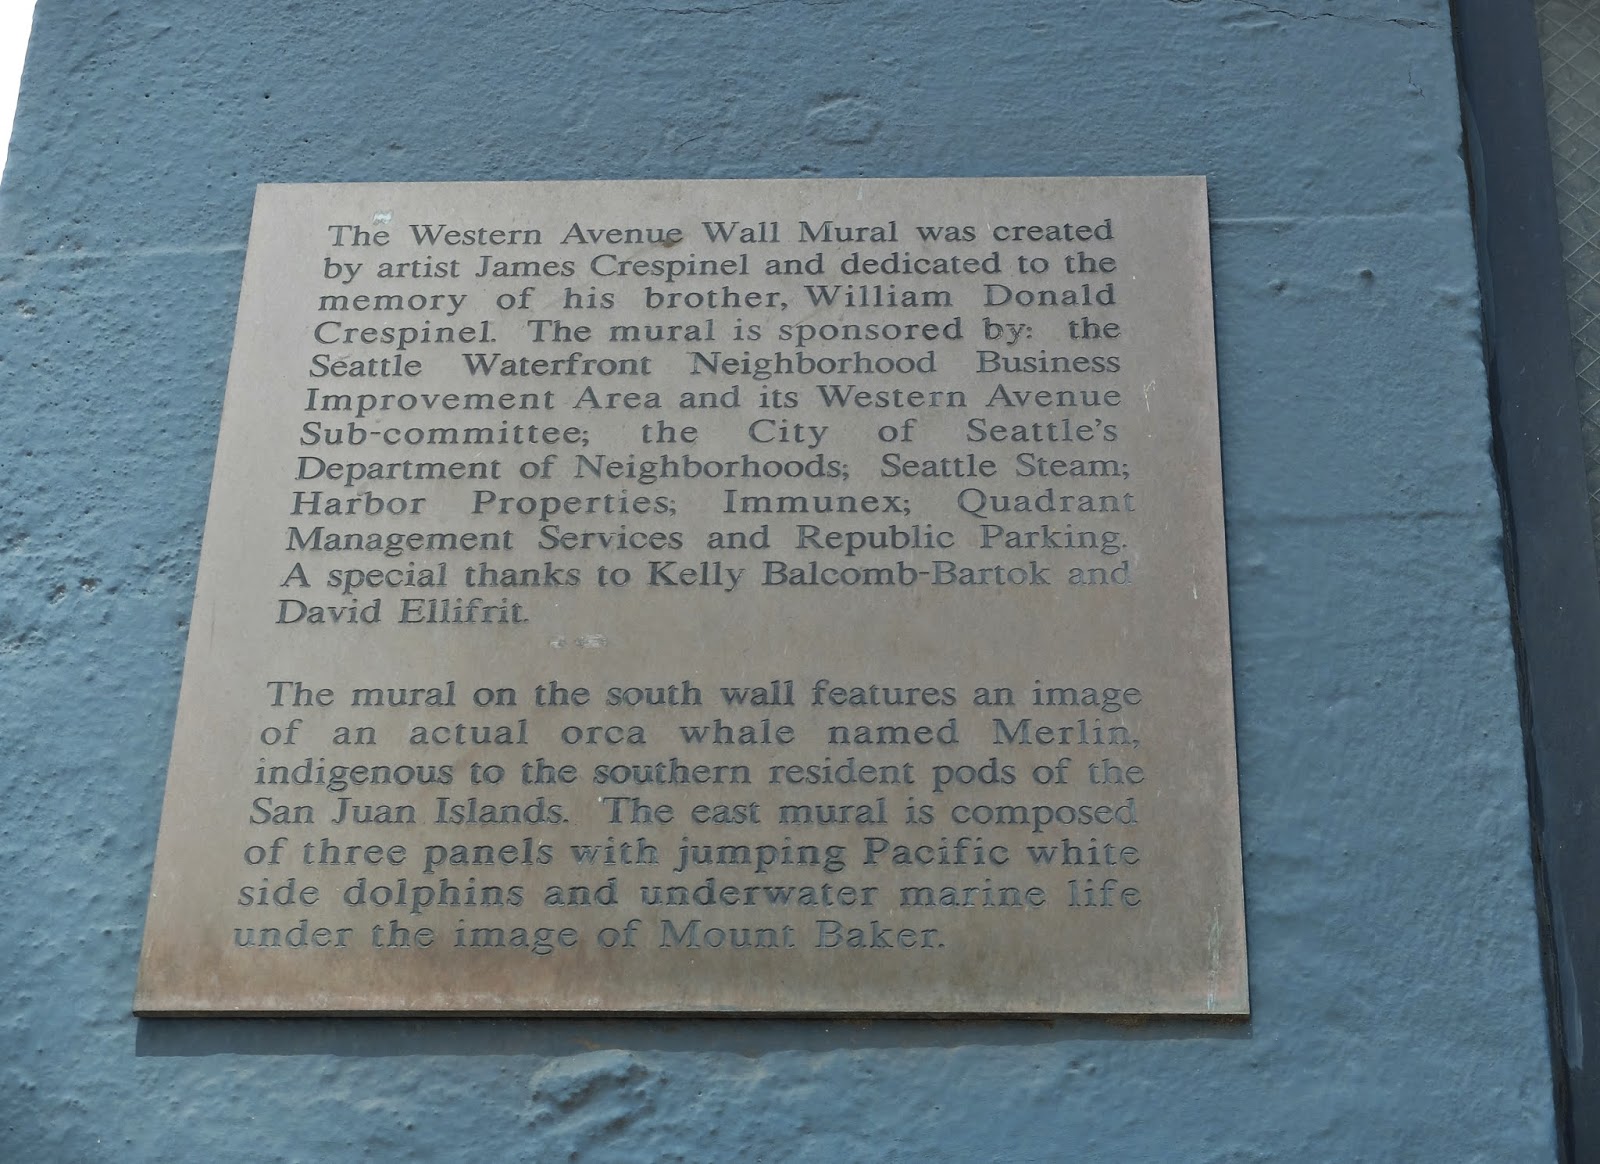 The Western Avenue Wall Mural was created
by artist James Crespinel and dedicated to the
memory of his brother, William Donald
Crespinel. The mural is sponsored by: the
Seattle Waterfront Neighborhood Business
Improvement Area and its Western Avenue
Sub-committee; the City of Seattle's
Department of Neighborhoods; Seattle Steam;
Harbor Properties; Immunex; Quadrant
Management Services and Republic Parking.
A special thanks to Kelly Balcomb-Bartok and
David Ellifrit.
The mural on the south wall features an image
of an actual orca whale named Merlin,
indigenous to the southern resident pods of the
San Juan Islands. The east mural is composed
of three panels with jumping Pacific white
side dolphins and underwater marine life
under the image of Mount Baker.